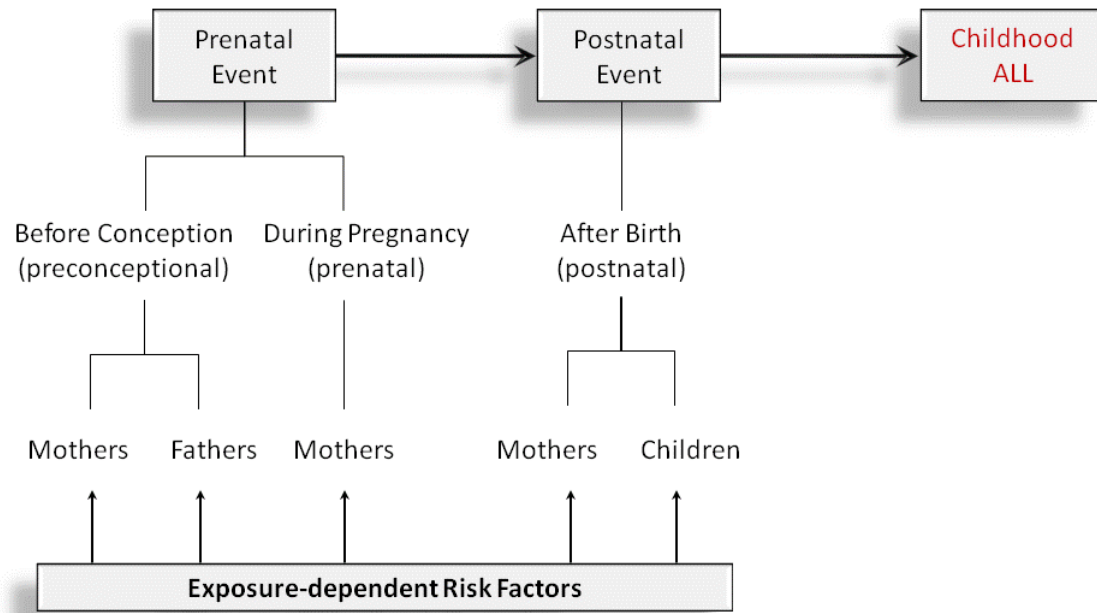 Prenatal
Event
Postnatal
Event
Childhood
ALL
Before Conception
(preconceptional)
During Pregnancy
(prenatal)
After Birth
(postnatal)
Mothers
Fathers
Mothers
Mothers
Children
Exposure-dependent Risk Factors